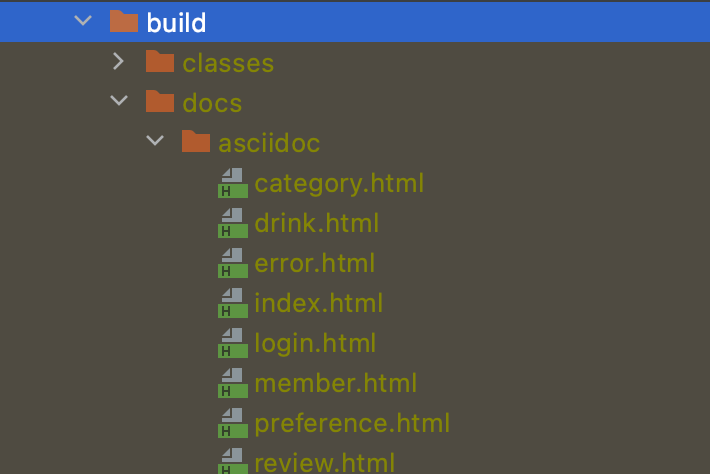 build
classes
docs
asciidoc
H category.html
H drink.html
H error.html
H index.html
H login.html
H member.html
H preference.html
H review.html